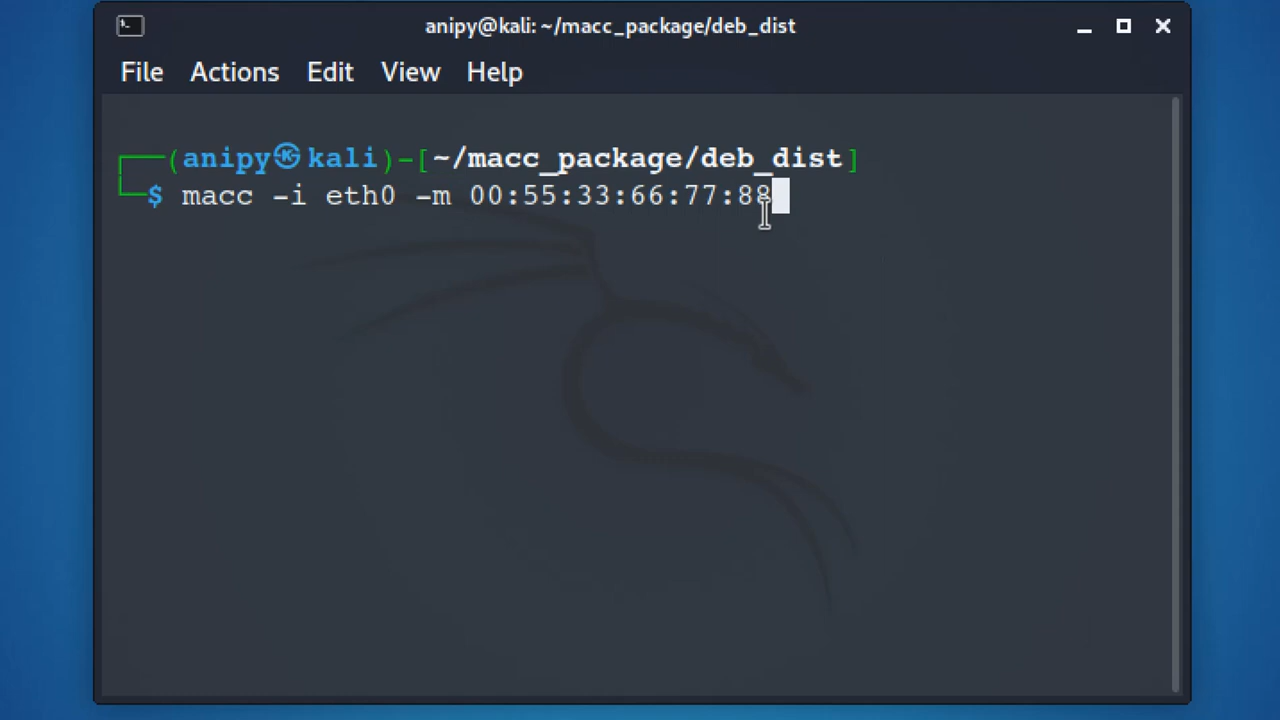 anipy@kali: ~/macc_package/deb_dist
File Actions Edit View Help
┌──(anipy㉿kali)-[~/macc_package/deb_dist]
└─$ macc -i eth0 -m 00:55:33:66:77:88